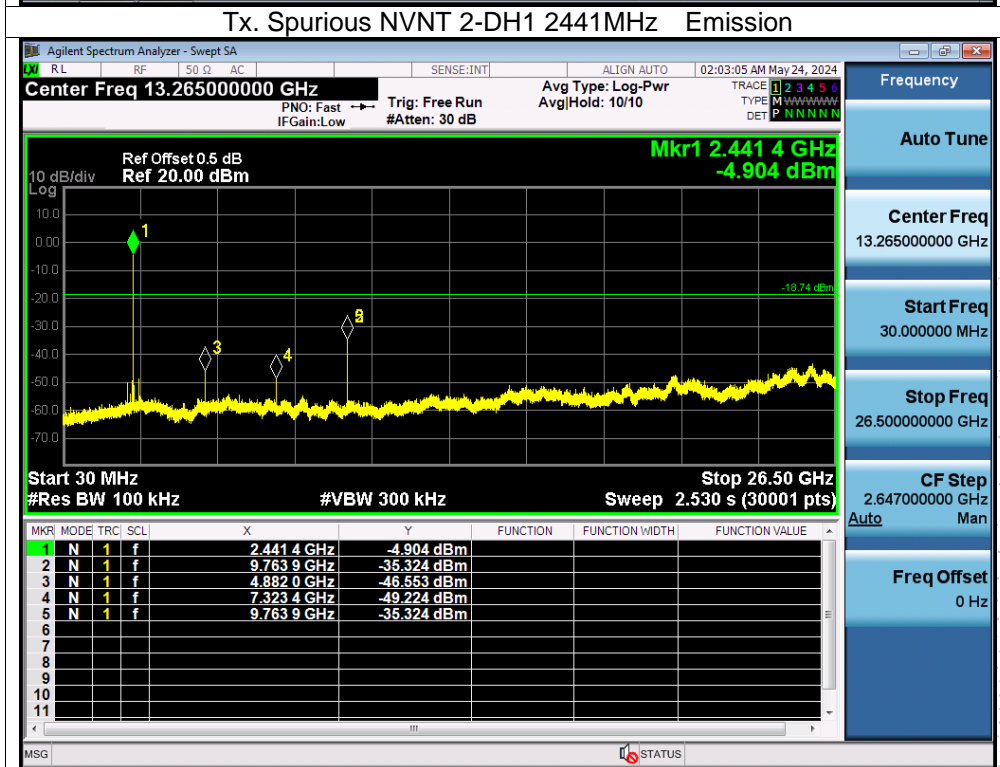 Tx. Spurious NVNT 2-DH1 2441MHz Emission
Agilent Spectrum Analyzer - Swept SA
LXI RL RF 50 Ω AC SENSE:INT ALIGN AUTO 02:03:05 AM May 24, 2024
Center Freq 13.265000000 GHz
PNO: Fast
IFGain:Low
Trig: Free Run
#Atten: 30 dB
Avg Type: Log-Pwr
Avg|Hold: 10/10
TRACE 1 2 3 4 5 6
TYPE M W W W W W
DET P N N N N N
Ref Offset 0.5 dB
10 dB/div Ref 20.00 dBm
Log
Mkr1 2.441 4 GHz
-4.904 dBm
10.0
0.00
-10.0
-20.0
-30.0
-40.0
-50.0
-60.0
-70.0
1
3
4
-18.74 dBm
Start 30 MHz Stop 26.50 GHz
#Res BW 100 kHz #VBW 300 kHz Sweep 2.530 s (30001 pts)
MKR MODE TRC SCL X Y FUNCTION FUNCTION WIDTH FUNCTION VALUE
1 N 1 f 2.441 4 GHz -4.904 dBm
2 N 1 f 9.763 9 GHz -35.324 dBm
3 N 1 f 4.882 0 GHz -46.553 dBm
4 N 1 f 7.323 4 GHz -49.224 dBm
5 N 1 f 9.763 9 GHz -35.324 dBm
6
7
8
9
10
11
MSG STATUS
Frequency
Auto Tune
Center Freq
13.265000000 GHz
Start Freq
30.000000 MHz
Stop Freq
26.500000000 GHz
CF Step
2.647000000 GHz
Auto Man
Freq Offset
0 Hz